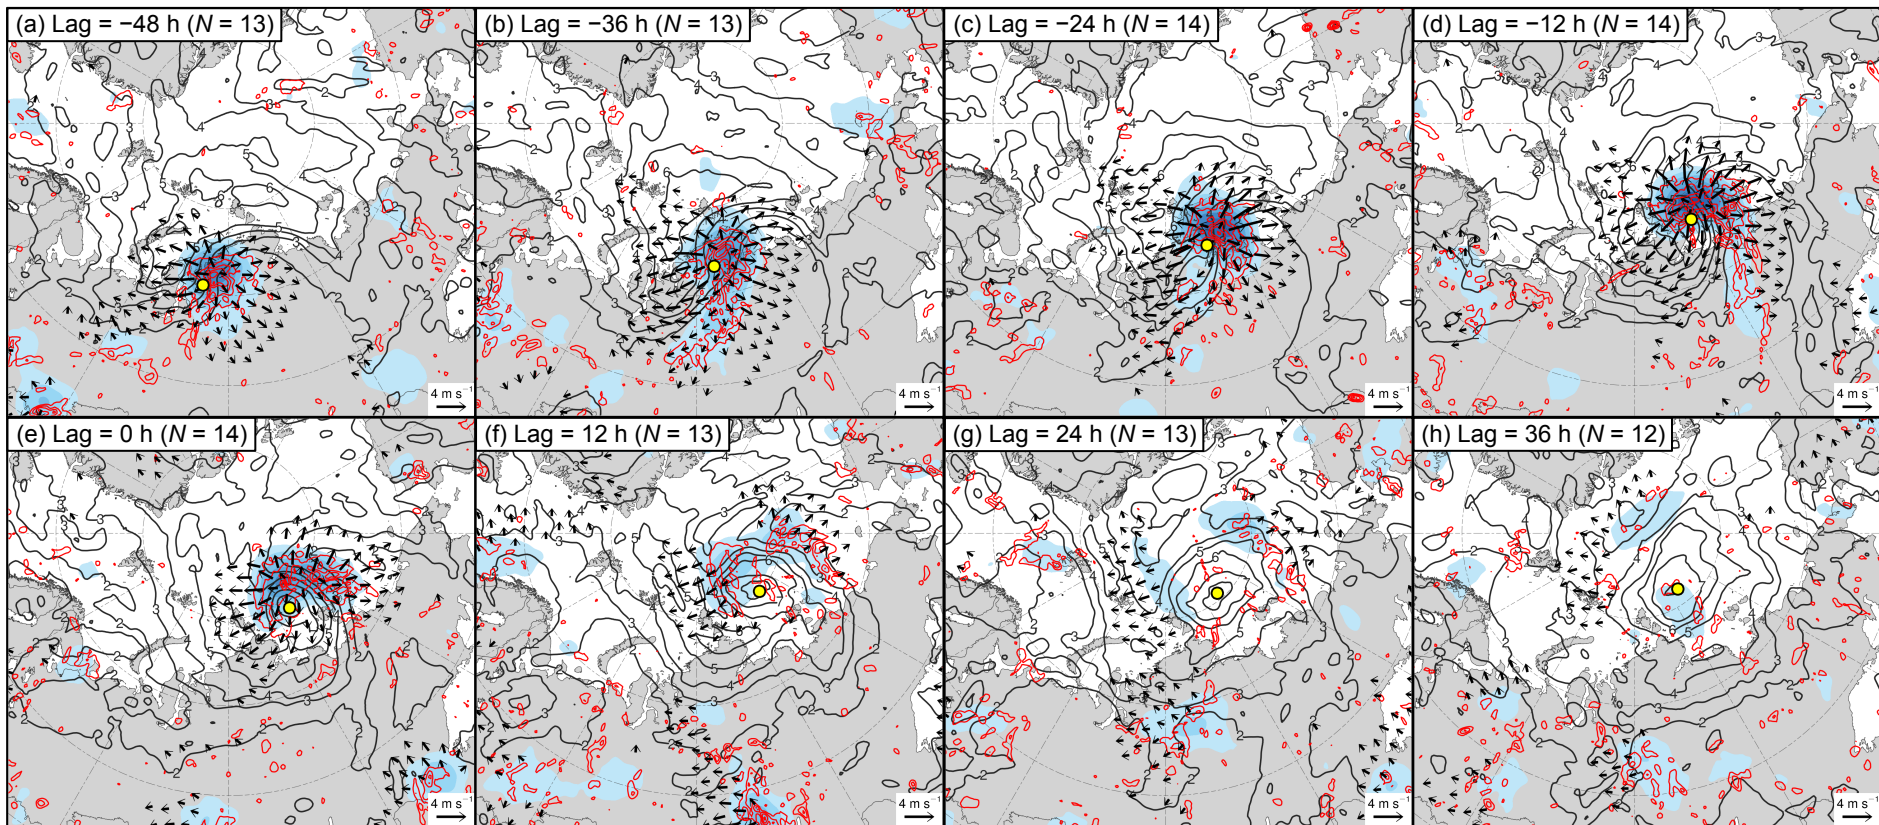 (a) Lag = −48 h (N = 13)
(b) Lag = −36 h (N = 13)
(c) Lag = −24 h (N = 14)
(d) Lag = −12 h (N = 14)
4 m s⁻¹
4 m s⁻¹
4 m s⁻¹
4 m s⁻¹
(e) Lag = 0 h (N = 14)
(f) Lag = 12 h (N = 13)
(g) Lag = 24 h (N = 13)
(h) Lag = 36 h (N = 12)
4 m s⁻¹
4 m s⁻¹
4 m s⁻¹
4 m s⁻¹